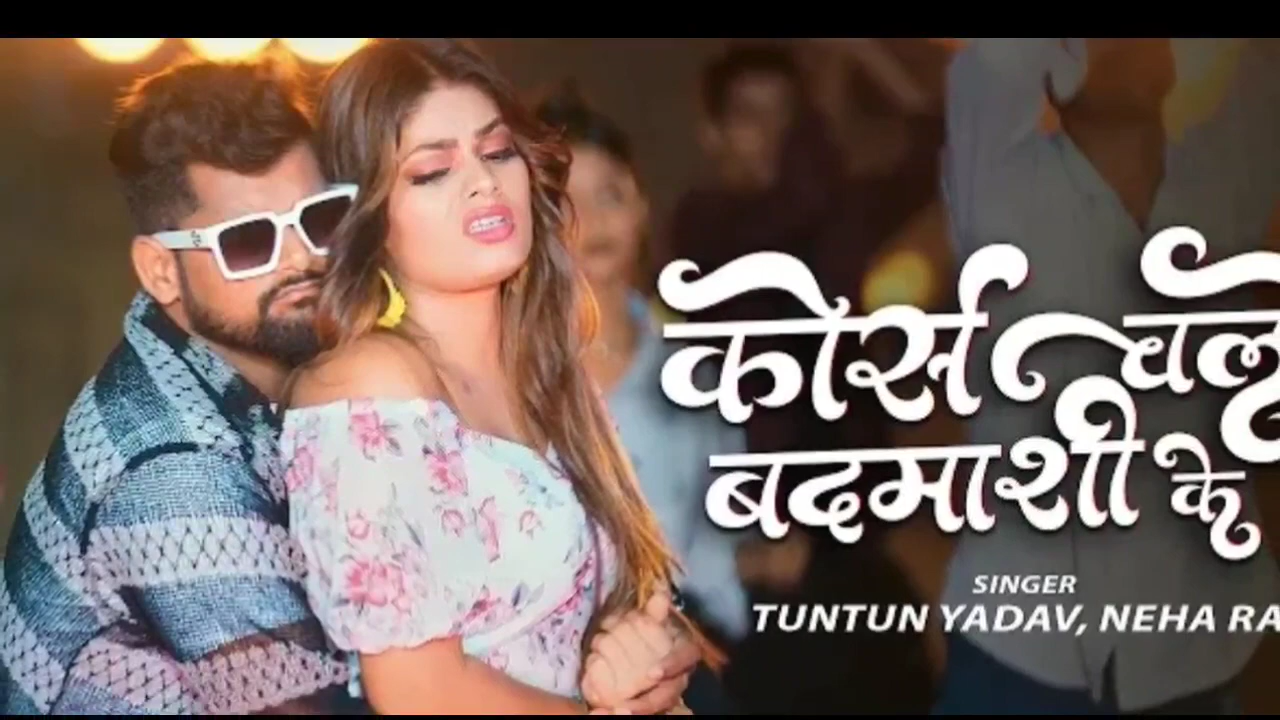 कोर्स चले
बदमाशी के
SINGER
TUNTUN YADAV, NEHA RA